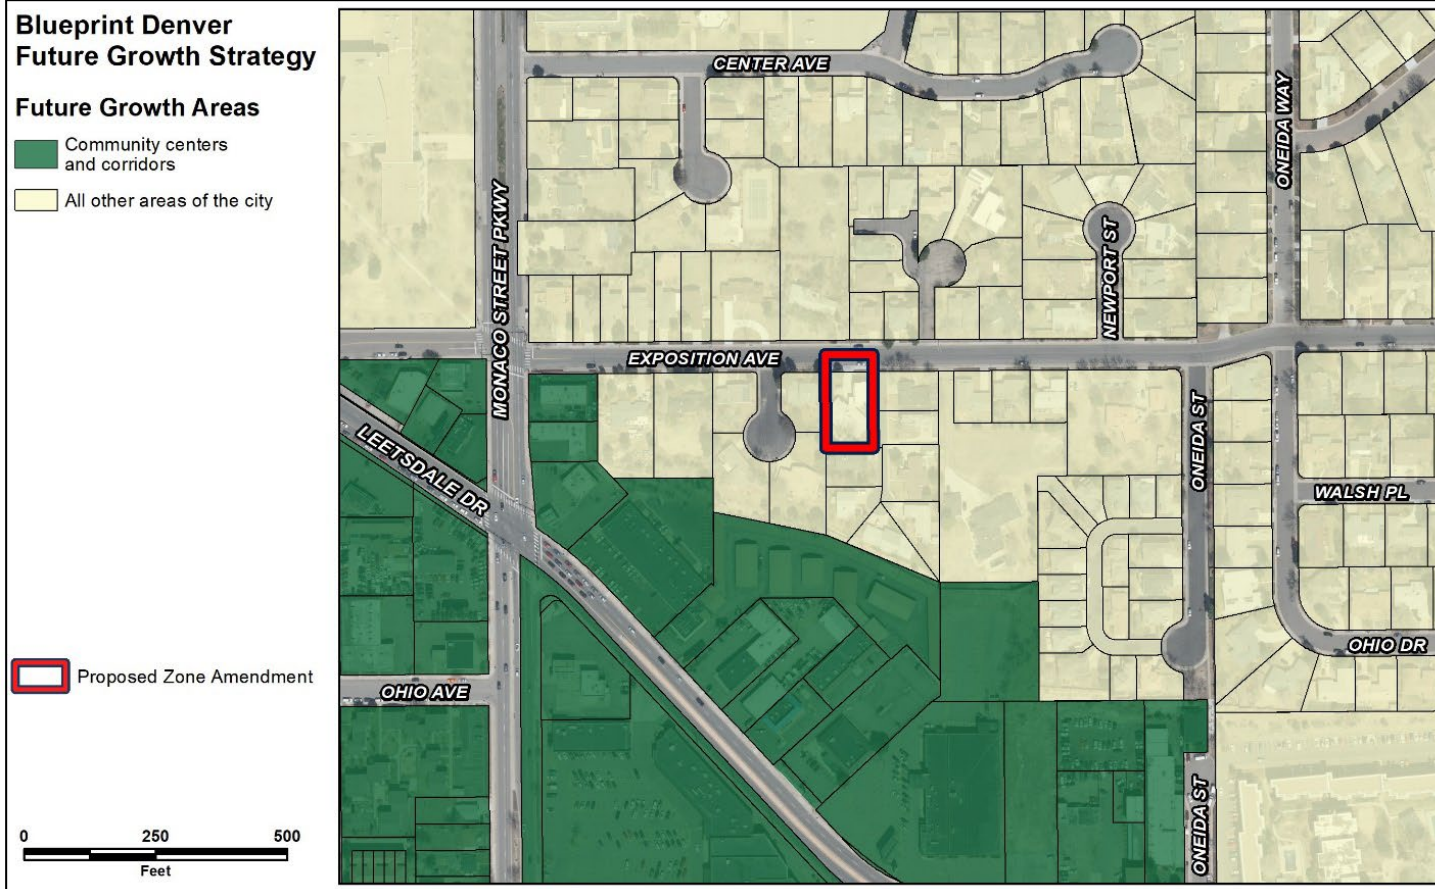 Blueprint Denver
Future Growth Strategy
Future Growth Areas
Community centers
and corridors
All other areas of the city
Proposed Zone Amendment
0 250 500
Feet
CENTER AVE
ONEIDA WAY
MONACO STREET PKWY
NEWPORT ST
EXPOSITION AVE
LEETSDALE DR
ONEIDA ST
WALSH PL
OHIO DR
OHIO AVE
ONEIDA ST